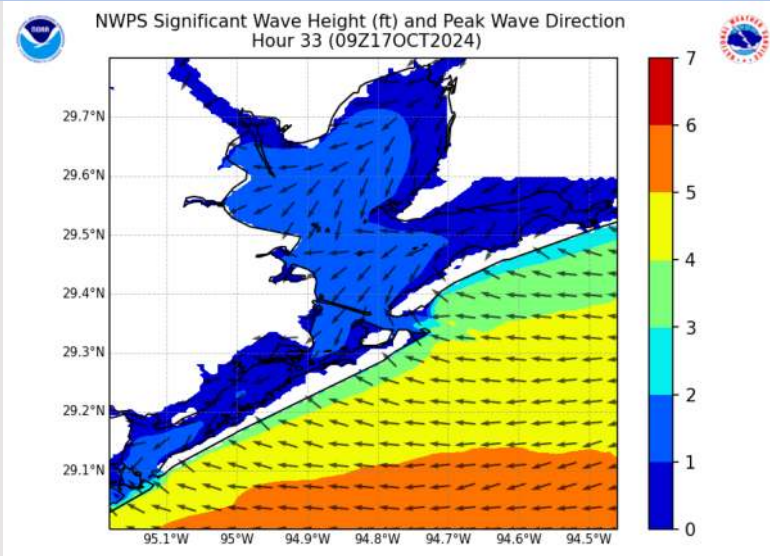 NWPS Significant Wave Height (ft) and Peak Wave Direction
Hour 33 (09Z17OCT2024)
NOAA
7
6
5
4
3
2
1
0
29.7°N
29.6°N
29.5°N
29.4°N
29.3°N
29.2°N
29.1°N
95.1°W 95°W 94.9°W 94.8°W 94.7°W 94.6°W 94.5°W